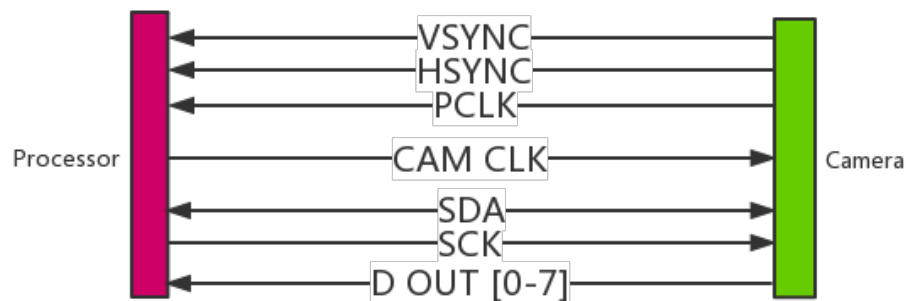 VSYNC
HSYNC
PCLK
Processor
CAM CLK
Camera
SDA
SCK
D OUT [0-7]